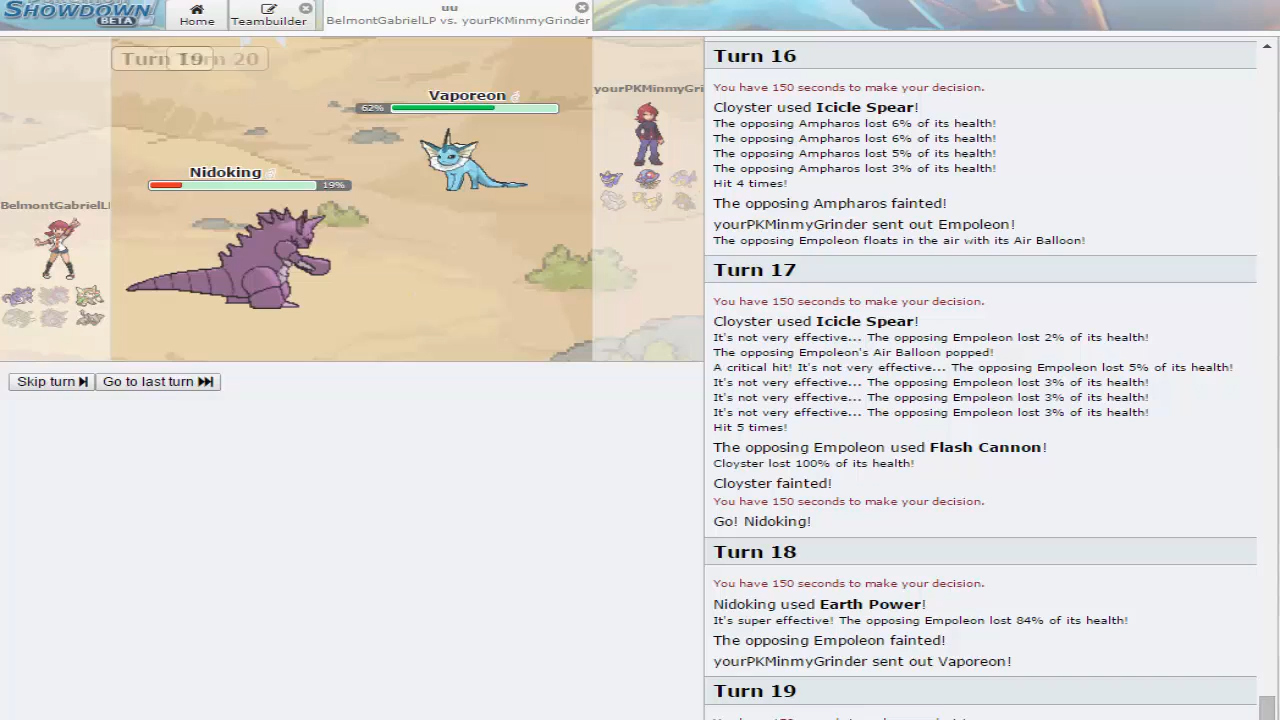 SHOWDOWN
BETA
Home
Teambuilder
uu
BelmontGabrielLP vs. yourPKMinmyGrinder
Turn 19
Turn 20
Vaporeon
62%
yourPKMinmyGri
Nidoking
19%
BelmontGabrielL
Skip turn
Go to last turn
Turn 16
You have 150 seconds to make your decision.
Cloyster used Icicle Spear!
The opposing Ampharos lost 6% of its health!
The opposing Ampharos lost 6% of its health!
The opposing Ampharos lost 5% of its health!
The opposing Ampharos lost 3% of its health!
Hit 4 times!
The opposing Ampharos fainted!
yourPKMinmyGrinder sent out Empoleon!
The opposing Empoleon floats in the air with its Air Balloon!
Turn 17
You have 150 seconds to make your decision.
Cloyster used Icicle Spear!
It's not very effective... The opposing Empoleon lost 2% of its health!
The opposing Empoleon's Air Balloon popped!
A critical hit! It's not very effective... The opposing Empoleon lost 5% of its health!
It's not very effective... The opposing Empoleon lost 3% of its health!
It's not very effective... The opposing Empoleon lost 3% of its health!
It's not very effective... The opposing Empoleon lost 3% of its health!
Hit 5 times!
The opposing Empoleon used Flash Cannon!
Cloyster lost 100% of its health!
Cloyster fainted!
You have 150 seconds to make your decision.
Go! Nidoking!
Turn 18
You have 150 seconds to make your decision.
Nidoking used Earth Power!
It's super effective! The opposing Empoleon lost 84% of its health!
The opposing Empoleon fainted!
yourPKMinmyGrinder sent out Vaporeon!
Turn 19